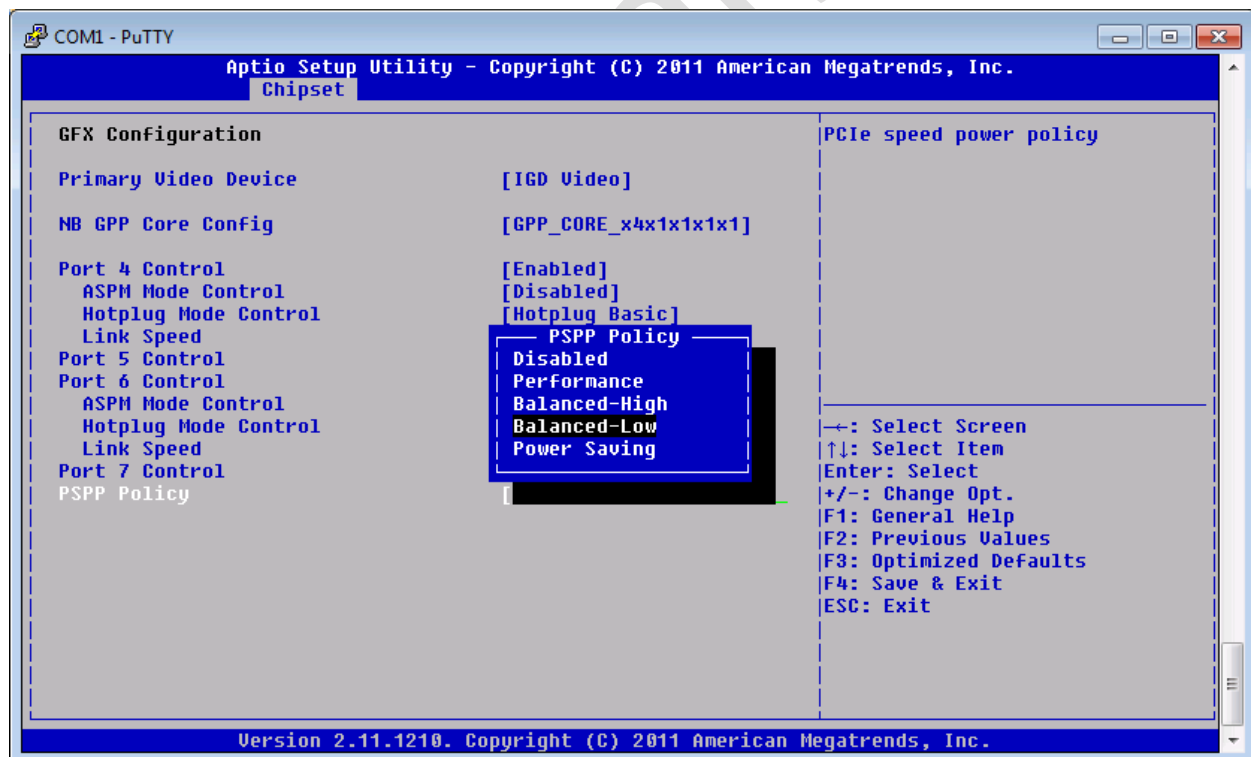 COM1 - PuTTY
Aptio Setup Utility - Copyright (C) 2011 American Megatrends, Inc.
Chipset
GFX Configuration
PCIe speed power policy
Primary Video Device [IGD Video]
NB GPP Core Config [GPP_CORE_x4x1x1x1x1]
Port 4 Control [Enabled]
ASPM Mode Control [Disabled]
Hotplug Mode Control [Hotplug Basic]
Link Speed
Port 5 Control
Port 6 Control
ASPM Mode Control
Hotplug Mode Control
Link Speed
Port 7 Control
PSPP Policy [
PSPP Policy
Disabled
Performance
Balanced-High
Balanced-Low
Power Saving
→←: Select Screen
↑↓: Select Item
Enter: Select
+/-: Change Opt.
F1: General Help
F2: Previous Values
F3: Optimized Defaults
F4: Save & Exit
ESC: Exit
Version 2.11.1210. Copyright (C) 2011 American Megatrends, Inc.